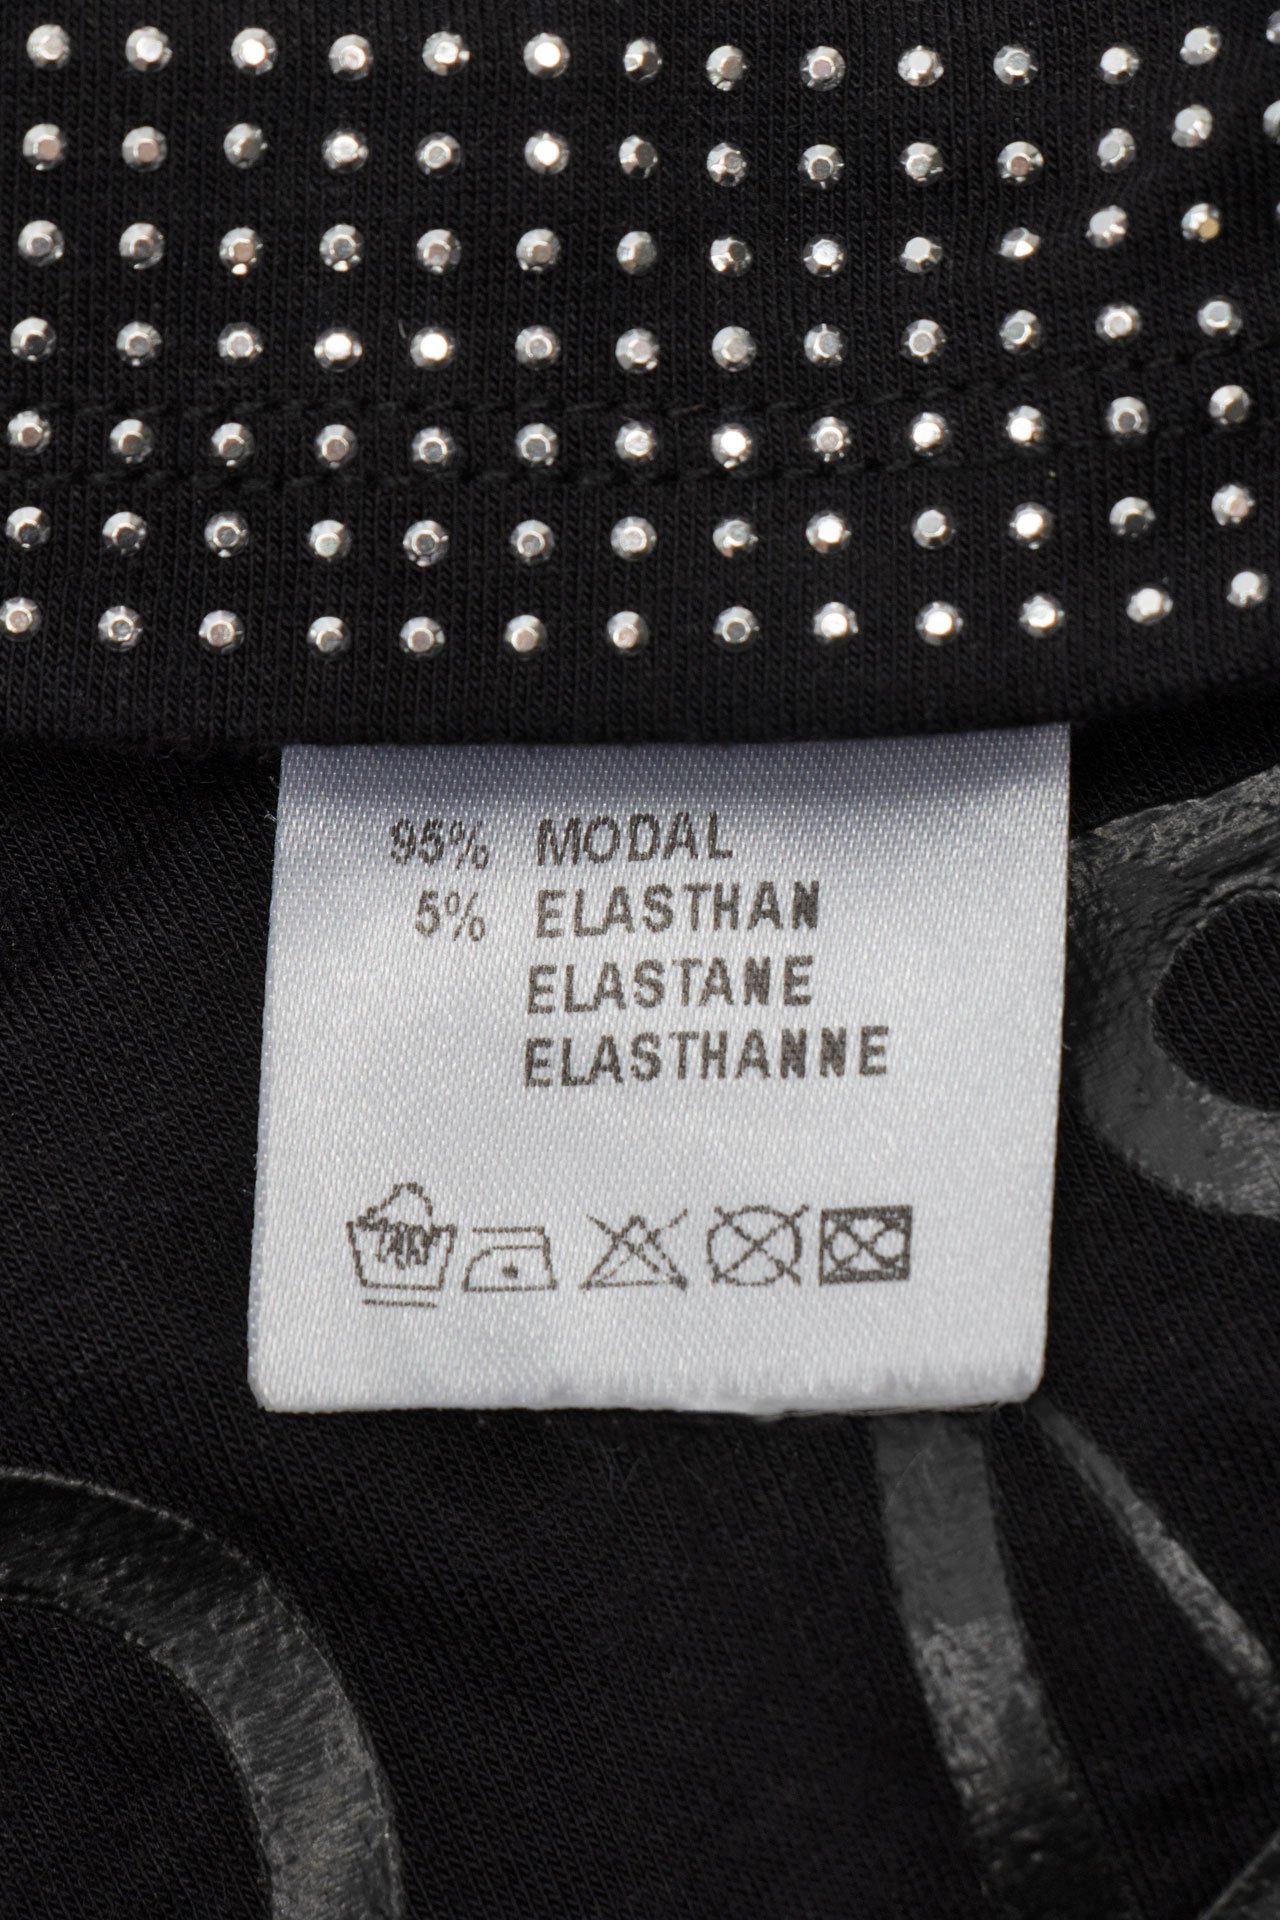 95% MODAL
5% ELASTHAN
ELASTANE
ELASTHANNE